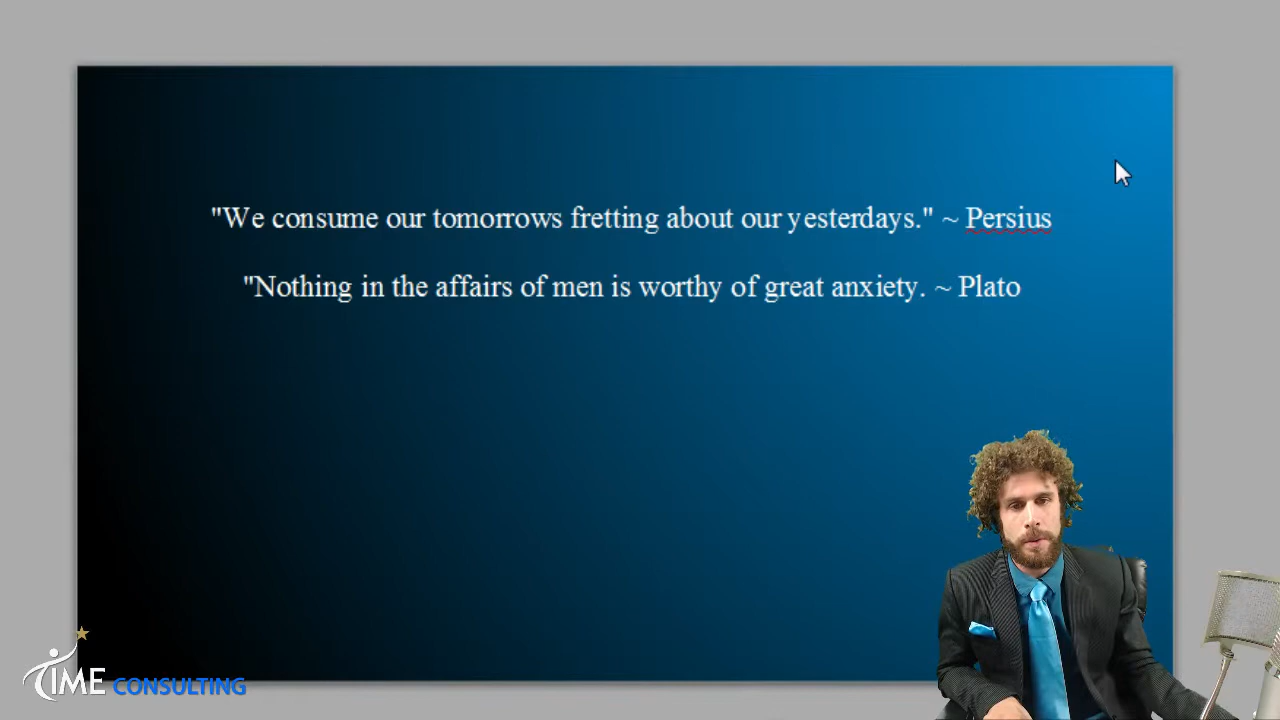 "We consume our tomorrows fretting about our yesterdays." ~ Persius
"Nothing in the affairs of men is worthy of great anxiety. ~ Plato
TIME CONSULTING